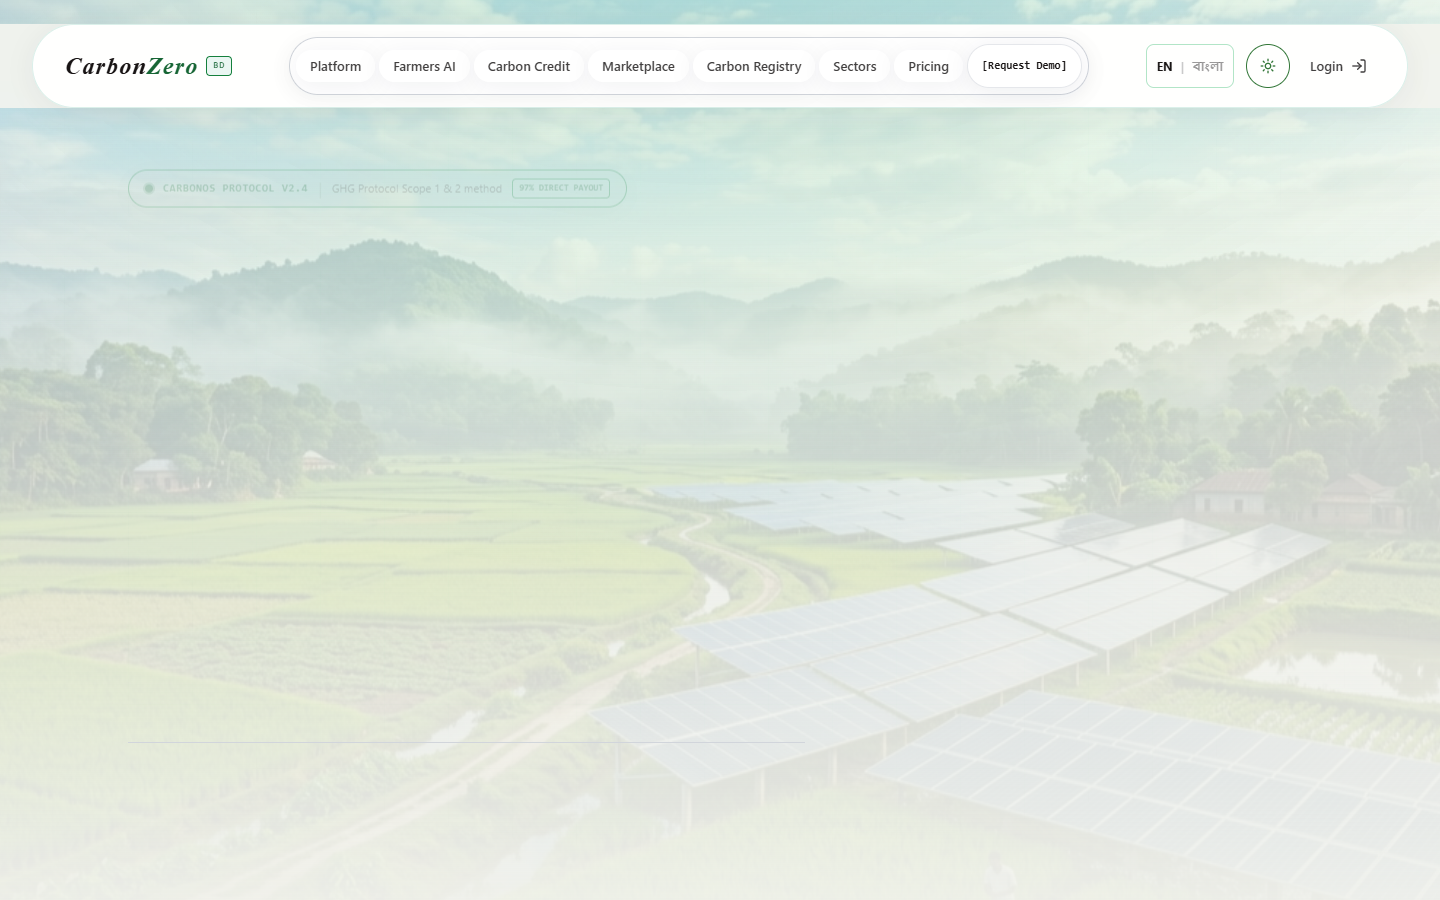 CarbonZero BD
Platform Farmers AI Carbon Credit Marketplace Carbon Registry Sectors Pricing [Request Demo]
EN | বাংলা
Login
CARBONOS PROTOCOL V2.4 | GHG Protocol Scope 1 & 2 method 97% DIRECT PAYOUT